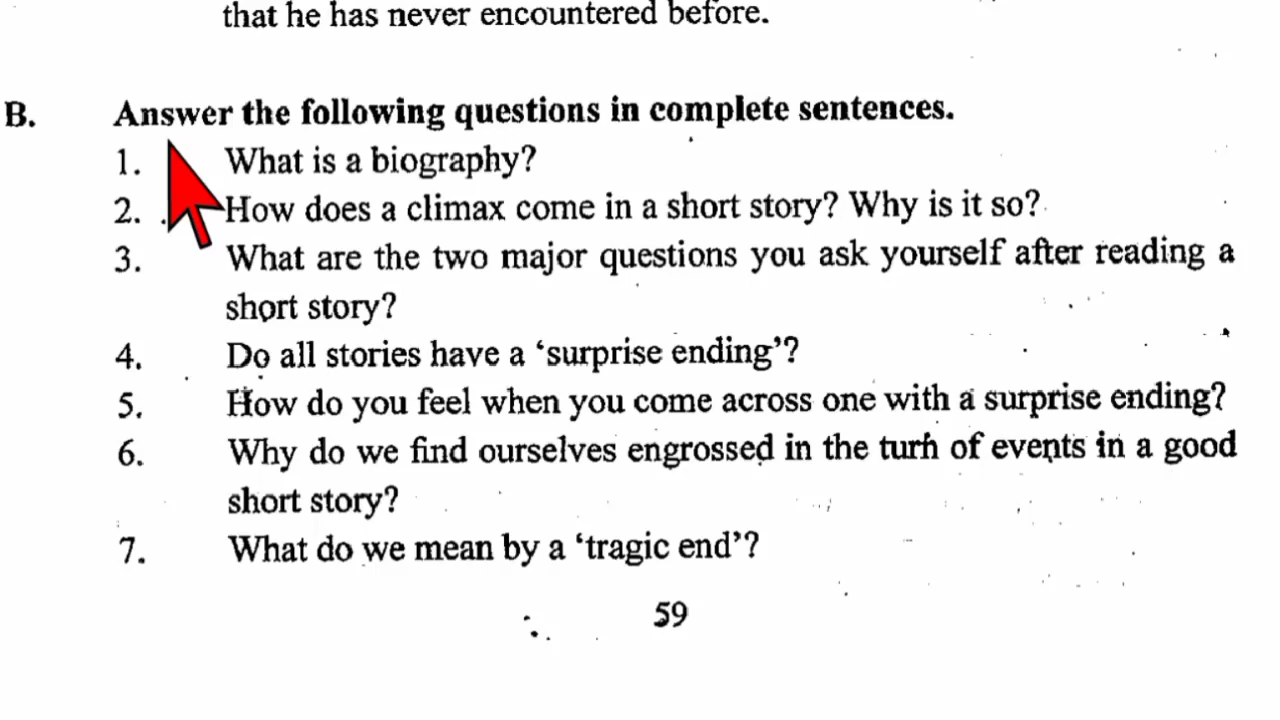 that he has never encountered before.
B. Answer the following questions in complete sentences.
1. What is a biography?
2. How does a climax come in a short story? Why is it so?
3. What are the two major questions you ask yourself after reading a
short story?
4. Do all stories have a ‘surprise ending’?
5. How do you feel when you come across one with a surprise ending?
6. Why do we find ourselves engrossed in the turn of events in a good
short story?
7. What do we mean by a ‘tragic end’?
59